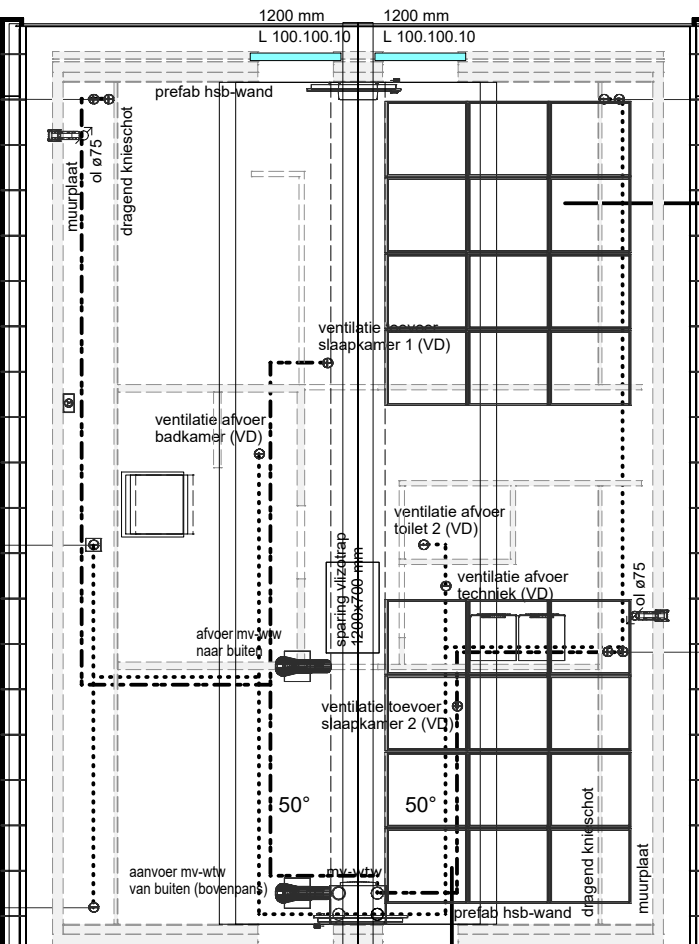 1200 mm
1200 mm
L 100.100.10
L 100.100.10
prefab hsb-wand
ol ø75
dragend knieschot
muurplaat
ventilatie toevoer
slaapkamer 1 (VD)
ventilatie afvoer
badkamer (VD)
ventilatie afvoer
toilet 2 (VD)
sparing vlizotrap
1200x700 mm
ventilatie afvoer
techniek (VD)
ol ø75
afvoer mv-wtw
naar buiten
ventilatie toevoer
slaapkamer 2 (VD)
50°
50°
dragend knieschot
muurplaat
aanvoer mv-wtw
van buiten (bovenpans)
mv-wtw
prefab hsb-wand